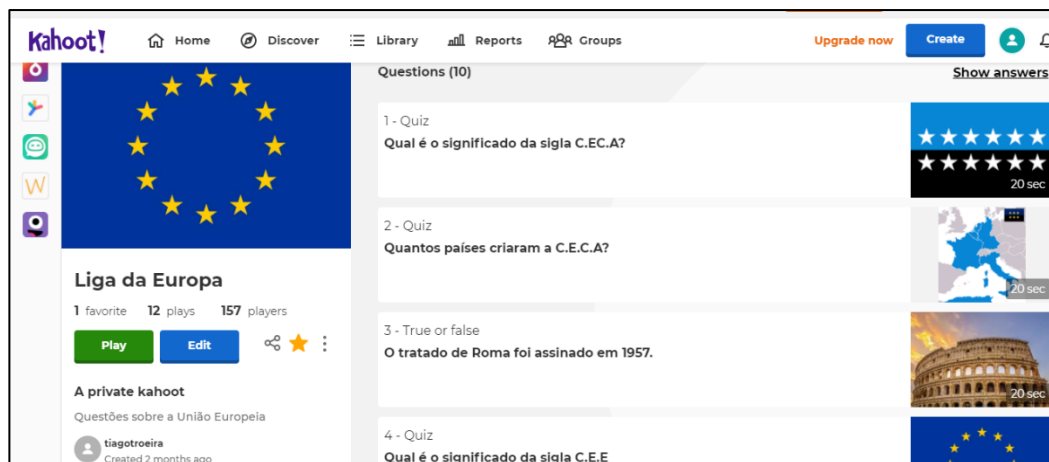 Kahoot!
Home
Discover
Library
Reports
Groups
Upgrade now
Create
Liga da Europa
1 favorite 12 plays 157 players
Play
Edit
A private kahoot
Questões sobre a União Europeia
tiagotroeira
Created 2 months ago
Questions (10)
Show answers
1 - Quiz
Qual é o significado da sigla C.EC.A?
20 sec
2 - Quiz
Quantos países criaram a C.E.C.A?
20 sec
3 - True or false
O tratado de Roma foi assinado em 1957.
20 sec
4 - Quiz
Qual é o significado da sigla C.E.E